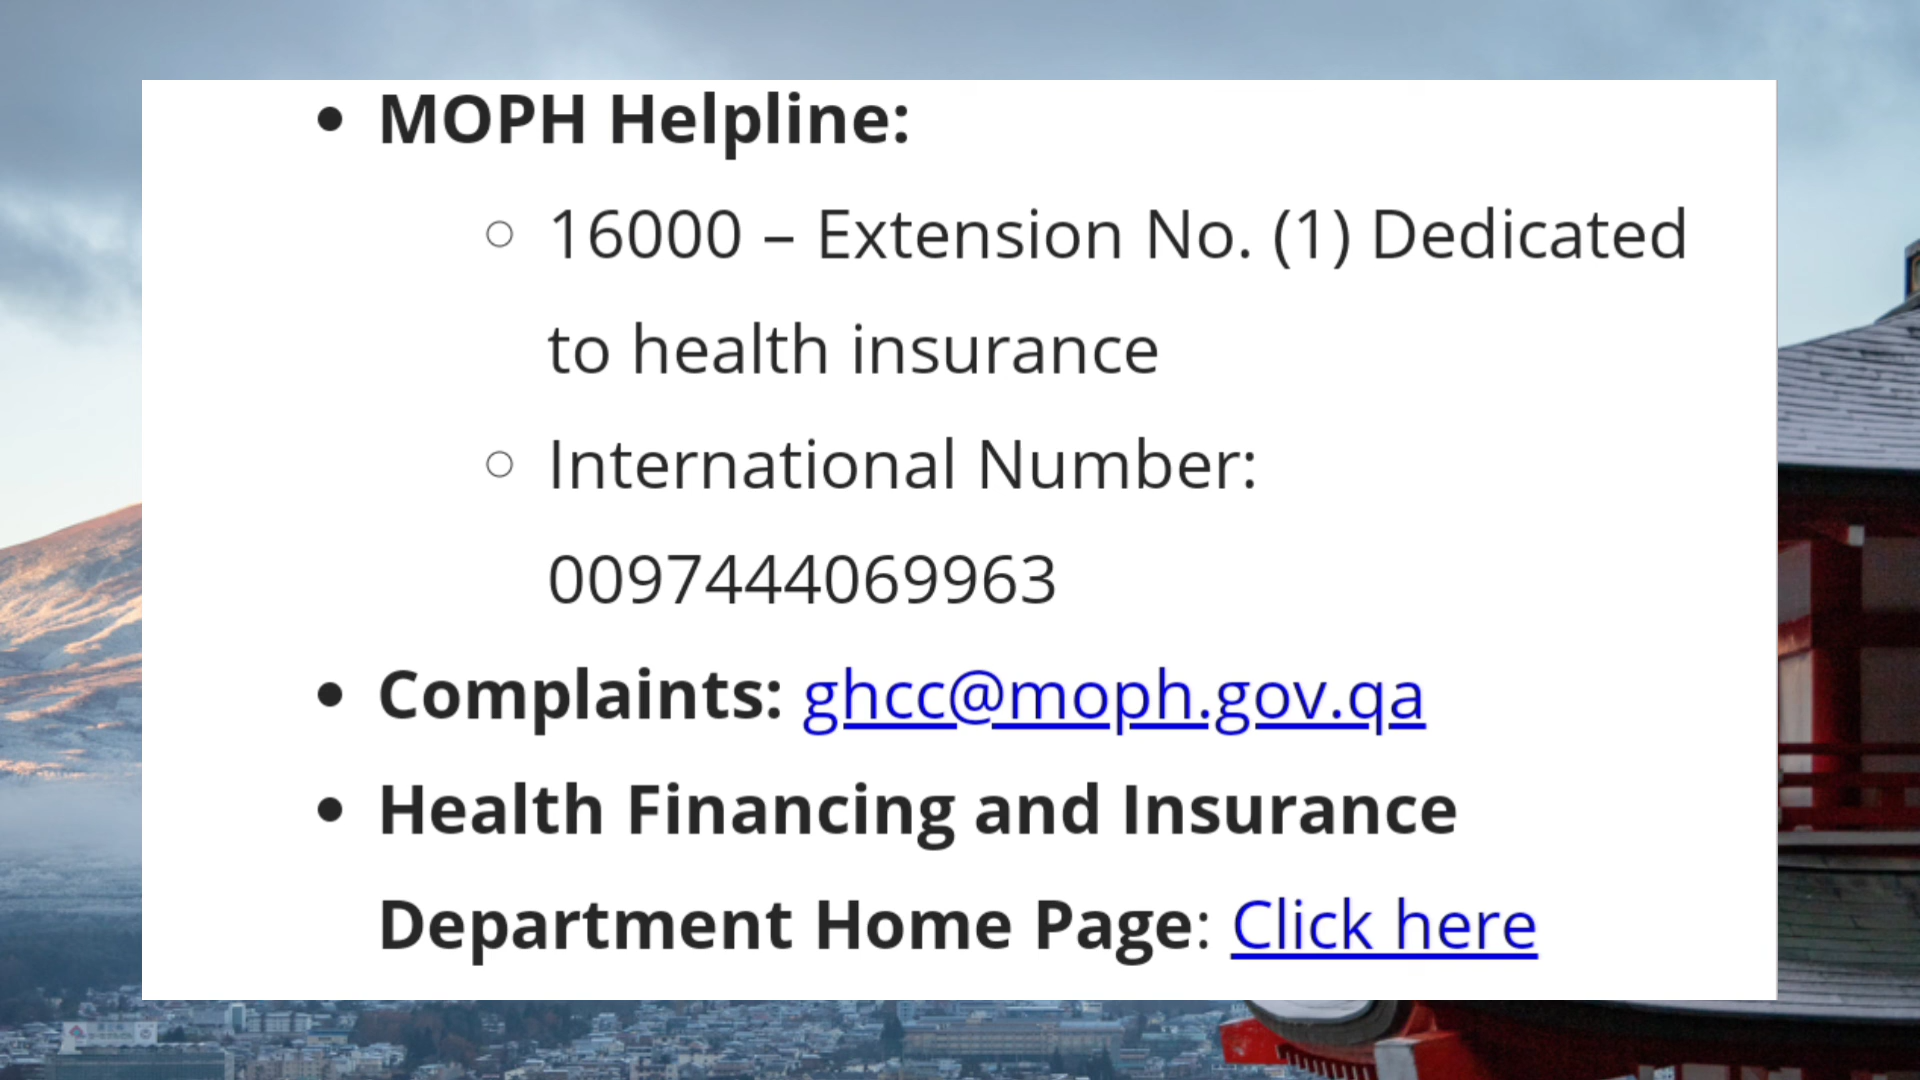 MOPH Helpline:
16000 – Extension No. (1) Dedicated
to health insurance
International Number:
0097444069963
Complaints: ghcc@moph.gov.qa
Health Financing and Insurance
Department Home Page: Click here